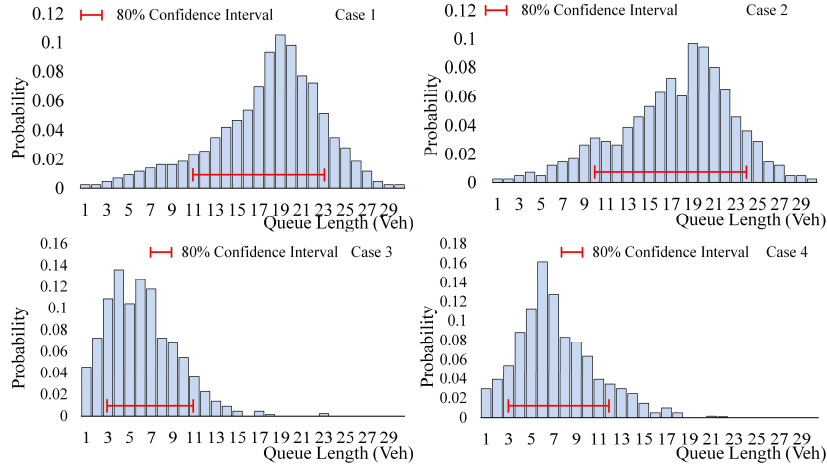 80% Confidence Interval Case 1
Probability
0.12
0.1
0.08
0.06
0.04
0.02
0
1 3 5 7 9 11 13 15 17 19 21 23 25 27 29
Queue Length (Veh)
80% Confidence Interval Case 2
Probability
0.12
0.1
0.08
0.06
0.04
0.02
0
1 3 5 7 9 11 13 15 17 19 21 23 25 27 29
Queue Length (Veh)
80% Confidence Interval Case 3
Probability
0.16
0.14
0.12
0.1
0.08
0.06
0.04
0.02
0
1 3 5 7 9 11 13 15 17 19 21 23 25 27 29
Queue Length (Veh)
80% Confidence Interval Case 4
Probability
0.18
0.16
0.14
0.12
0.1
0.08
0.06
0.04
0.02
0
1 3 5 7 9 11 13 15 17 19 21 23 25 27 29
Queue Length (Veh)